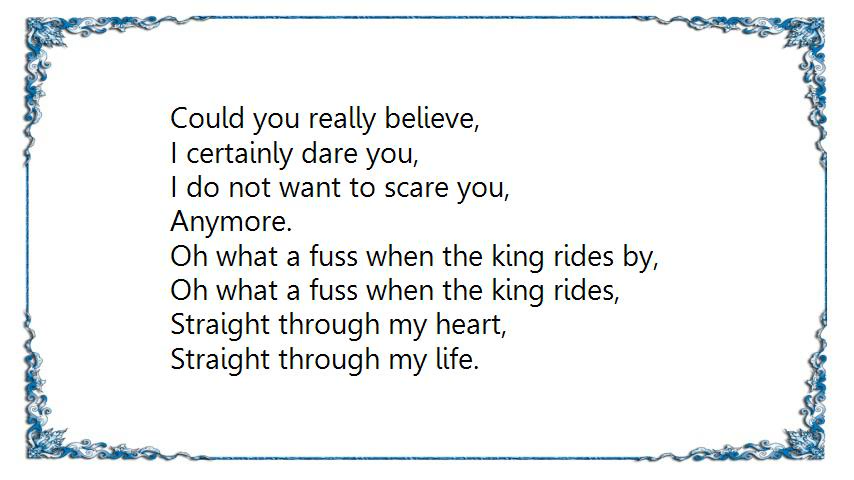 Could you really believe,
I certainly dare you,
I do not want to scare you,
Anymore.
Oh what a fuss when the king rides by,
Oh what a fuss when the king rides,
Straight through my heart,
Straight through my life.